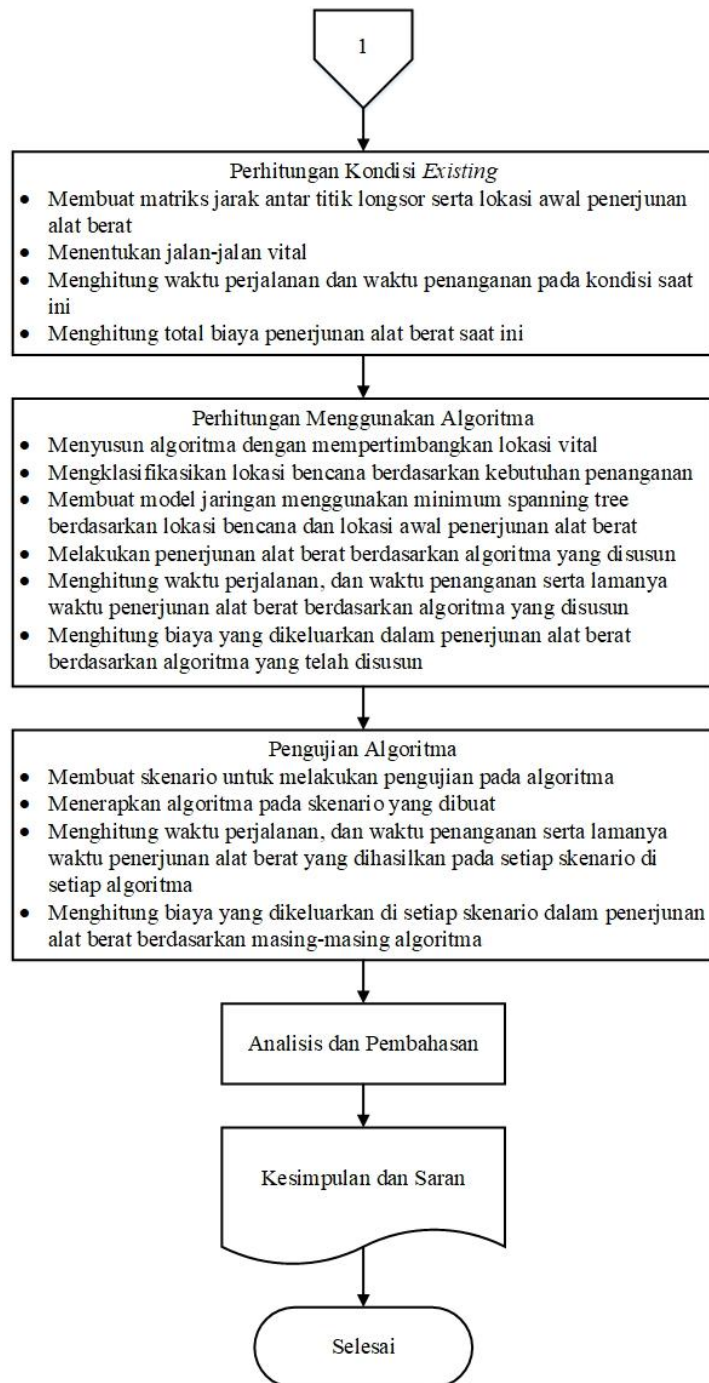 1
Perhitungan Kondisi Existing
• Membuat matriks jarak antar titik longsor serta lokasi awal penerjunan
alat berat
• Menentukan jalan-jalan vital
• Menghitung waktu perjalanan dan waktu penanganan pada kondisi saat
ini
• Menghitung total biaya penerjunan alat berat saat ini
Perhitungan Menggunakan Algoritma
• Menyusun algoritma dengan mempertimbangkan lokasi vital
• Mengklasifikasikan lokasi bencana berdasarkan kebutuhan penanganan
• Membuat model jaringan menggunakan minimum spanning tree
berdasarkan lokasi bencana dan lokasi awal penerjunan alat berat
• Melakukan penerjunan alat berat berdasarkan algoritma yang disusun
• Menghitung waktu perjalanan, dan waktu penanganan serta lamanya
waktu penerjunan alat berat berdasarkan algoritma yang disusun
• Menghitung biaya yang dikeluarkan dalam penerjunan alat berat
berdasarkan algoritma yang telah disusun
Pengujian Algoritma
• Membuat skenario untuk melakukan pengujian pada algoritma
• Menerapkan algoritma pada skenario yang dibuat
• Menghitung waktu perjalanan, dan waktu penanganan serta lamanya
waktu penerjunan alat berat yang dihasilkan pada setiap skenario di
setiap algoritma
• Menghitung biaya yang dikeluarkan di setiap skenario dalam penerjunan
alat berat berdasarkan masing-masing algoritma
Analisis dan Pembahasan
Kesimpulan dan Saran
Selesai